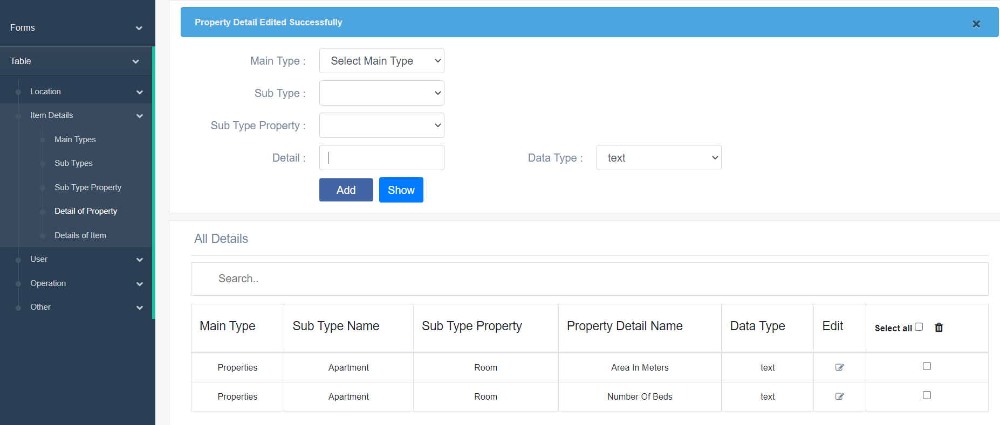 Forms
Table
Location
Item Details
Main Types
Sub Types
Sub Type Property
Detail of Property
Details of Item
User
Operation
Other
Property Detail Edited Successfully
Main Type : Select Main Type
Sub Type :
Sub Type Property :
Detail : Data Type : text
Add Show
All Details
Search..
Main Type Sub Type Name Sub Type Property Property Detail Name Data Type Edit Select all
Properties Apartment Room Area In Meters text
Properties Apartment Room Number Of Beds text